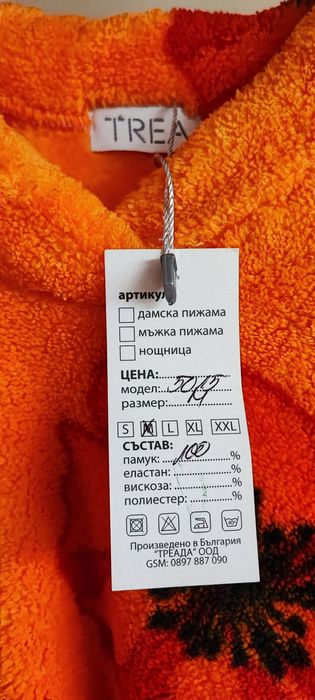 TREA
артикул
дамска пижама
мъжка пижама
нощница
ЦЕНА:
модел: 5015
размер:
S M L XL XXL
СЪСТАВ:
памук: 100 %
еластан: %
вискоза: %
полиестер: %
Произведено в България
"ТРЕАДА" ООД
GSM: 0897 887 090